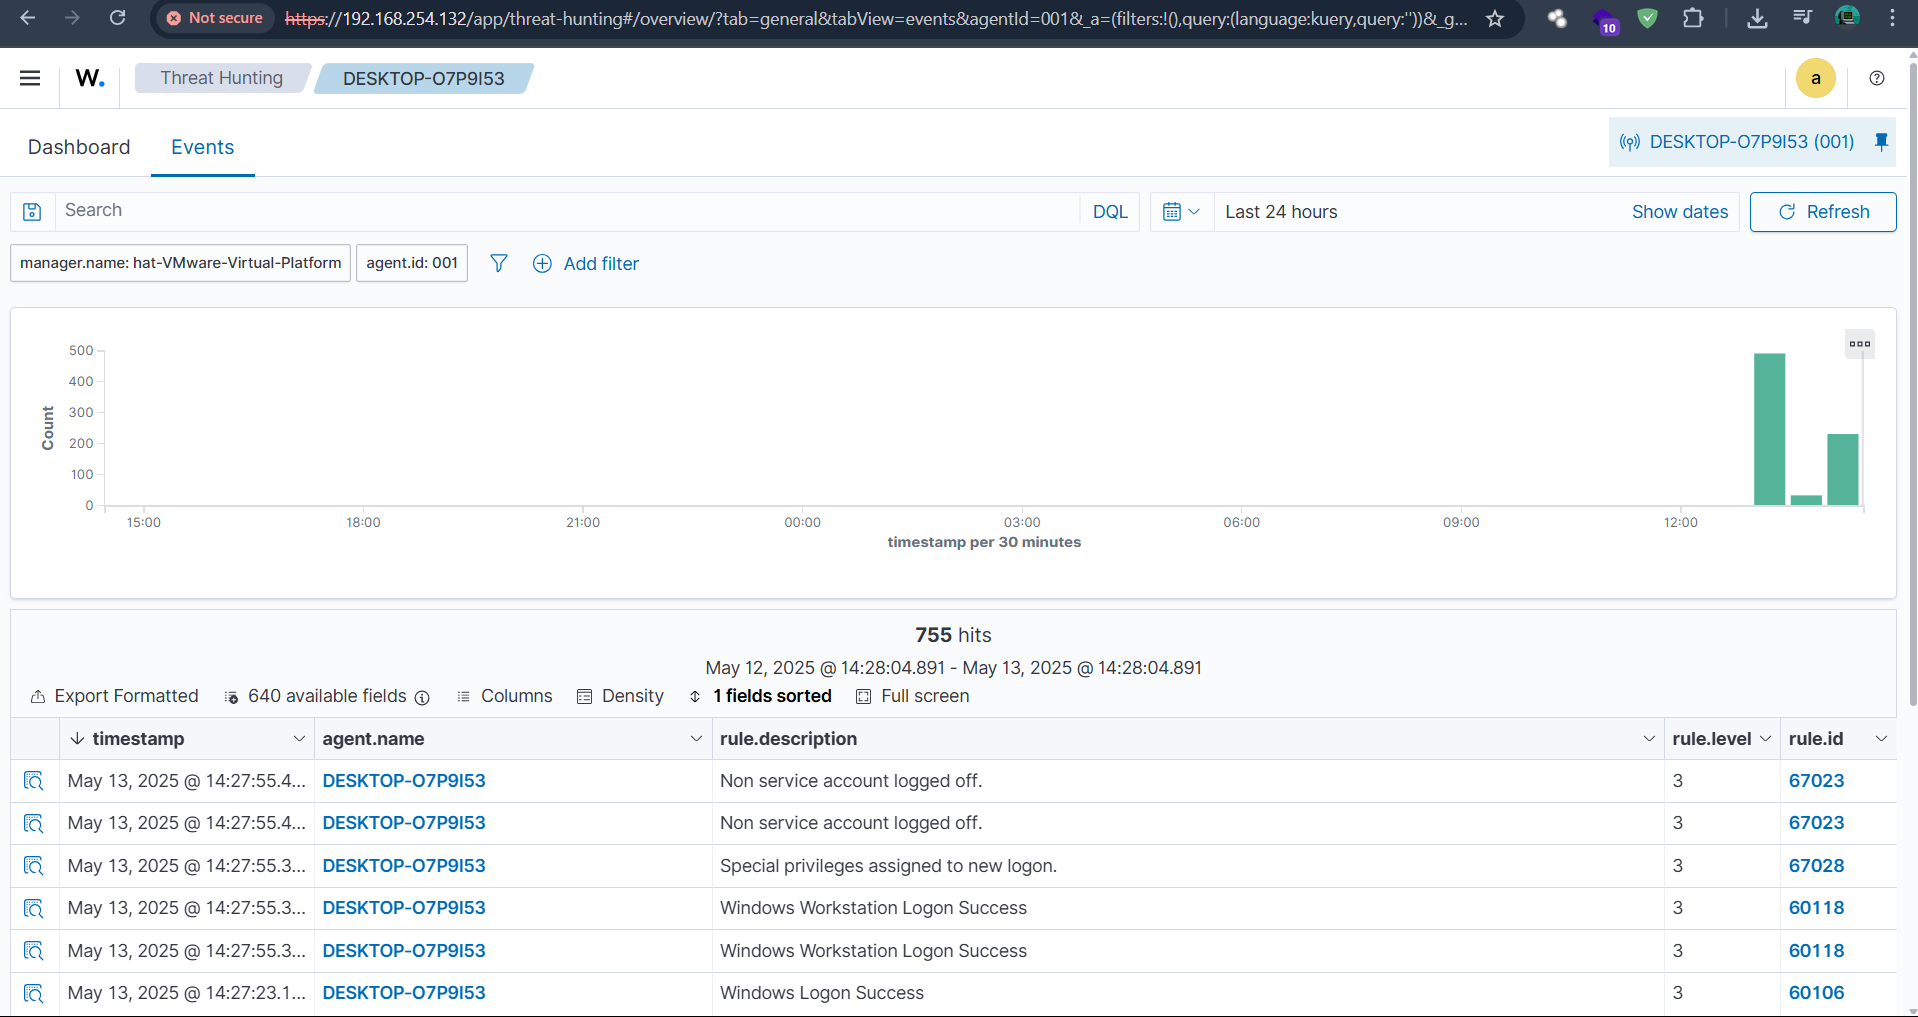 Not secure https://192.168.254.132/app/threat-hunting#/overview/?tab=general&tabView=events&agentId=001&_a=(filters:!(),query:(language:kuery,query:''))&_g... 10
W. Threat Hunting DESKTOP-O7P9I53 a
Dashboard Events DESKTOP-O7P9I53 (001)
Search DQL Last 24 hours Show dates Refresh
manager.name: hat-VMware-Virtual-Platform agent.id: 001 Add filter
500
400
300
200
100
0
Count
15:00 18:00 21:00 00:00 03:00 06:00 09:00 12:00
timestamp per 30 minutes
755 hits
May 12, 2025 @ 14:28:04.891 - May 13, 2025 @ 14:28:04.891
Export Formatted 640 available fields Columns Density 1 fields sorted Full screen
timestamp agent.name rule.description rule.level rule.id
May 13, 2025 @ 14:27:55.4... DESKTOP-O7P9I53 Non service account logged off. 3 67023
May 13, 2025 @ 14:27:55.4... DESKTOP-O7P9I53 Non service account logged off. 3 67023
May 13, 2025 @ 14:27:55.3... DESKTOP-O7P9I53 Special privileges assigned to new logon. 3 67028
May 13, 2025 @ 14:27:55.3... DESKTOP-O7P9I53 Windows Workstation Logon Success 3 60118
May 13, 2025 @ 14:27:55.3... DESKTOP-O7P9I53 Windows Workstation Logon Success 3 60118
May 13, 2025 @ 14:27:23.1... DESKTOP-O7P9I53 Windows Logon Success 3 60106